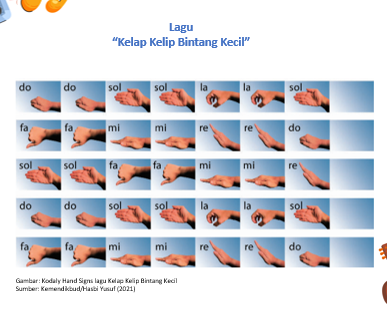 Lagu
“Kelap Kelip Bintang Kecil”
do do sol sol la la sol
fa fa mi mi re re do
sol sol fa fa mi mi re
do do sol sol la la sol
fa fa mi mi re re do
Gambar: Kodaly Hand Signs lagu Kelap Kelip Bintang Kecil
Sumber: Kemendikbud/Hasbi Yusuf (2021)